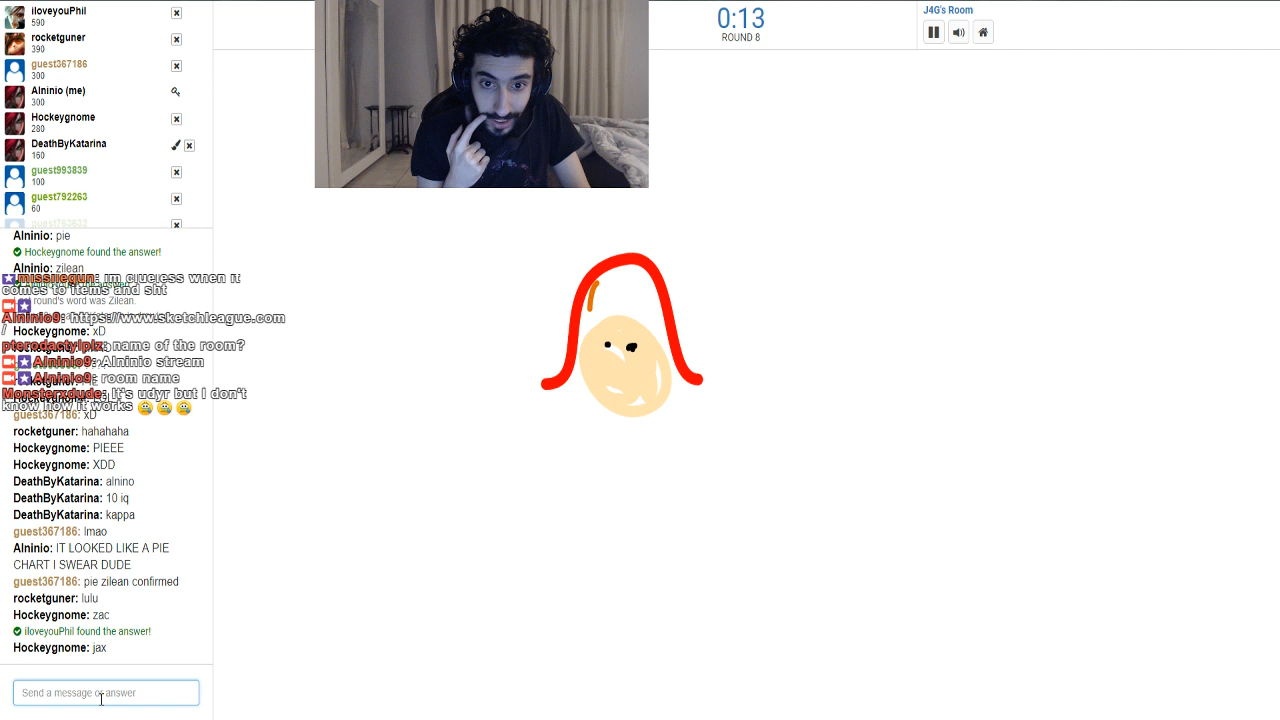 iloveyouPhil
590
rocketguner
390
guest367186
300
Alninio (me)
300
Hockeygnome
280
DeathByKatarina
160
guest993839
100
guest792263
60
0:13
ROUND 8
J4G's Room
Alninio: pie
Hockeygnome found the answer!
Alninio: zilean
round's word was Zilean.
Hockeygnome: xD
guest367186: xD
rocketguner: hahahaha
Hockeygnome: PIEEE
Hockeygnome: XDD
DeathByKatarina: alnino
DeathByKatarina: 10 iq
DeathByKatarina: kappa
guest367186: lmao
Alninio: IT LOOKED LIKE A PIE
CHART I SWEAR DUDE
guest367186: pie zilean confirmed
rocketguner: lulu
Hockeygnome: zac
iloveyouPhil found the answer!
Hockeygnome: jax
Send a message or answer
missilegun: im clueless when it
comes to items and sht
Alninio9: https://www.sketchleague.com
/
pterodactylplz: name of the room?
Alninio9: Alninio stream
Alninio9: room name
Monsterxdude: It's udyr but I don't
know how it works